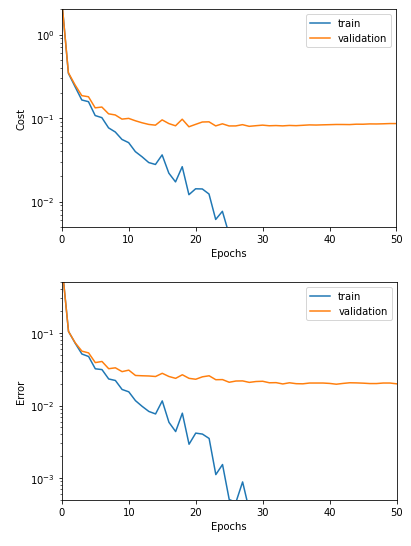 10⁰
10⁻¹
10⁻²
Cost
train
validation
0 10 20 30 40 50
Epochs
10⁻¹
10⁻²
10⁻³
Error
train
validation
0 10 20 30 40 50
Epochs